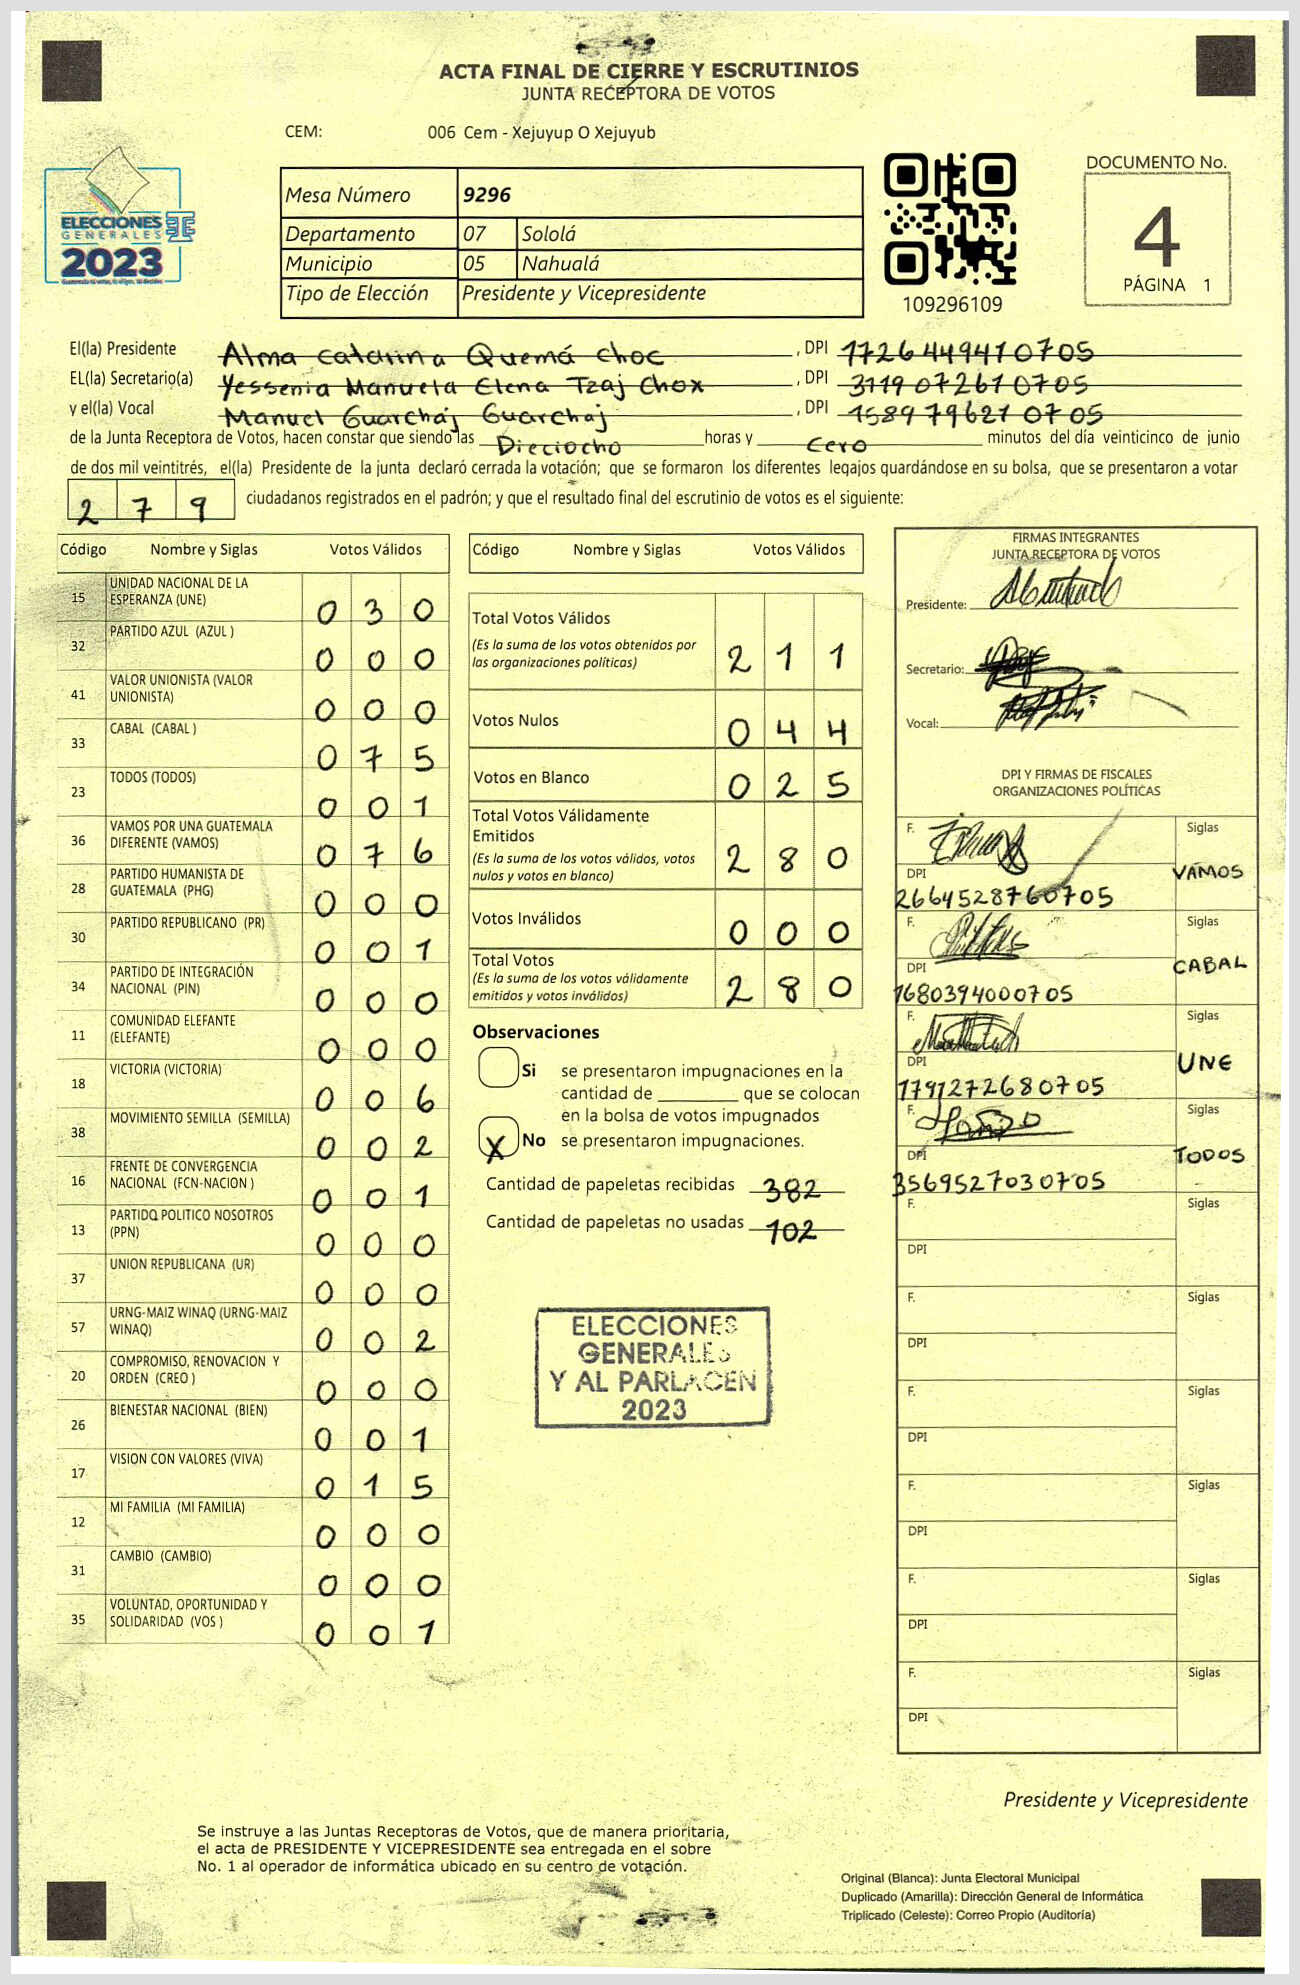 ACTA FINAL DE CIERRE Y ESCRUTINIOS
JUNTA RECEPTORA DE VOTOS
CEM: 006 Cem - Xejuyup O Xejuyub
ELECCIONES
GENERALES
2023
Mesa Número 9296
Departamento 07 Sololá
Municipio 05 Nahualá
Tipo de Elección Presidente y Vicepresidente
109296109
DOCUMENTO No.
4
PÁGINA 1
El(la) Presidente Alma Catarina Quemá Choc, DPI 1726449410705
EL(la) Secretario(a) Yessenia Manuela Elena Tzaj Chox, DPI 3119072610705
y el(la) Vocal Manuel Guarchaj Guarchaj, DPI 1589796210705
de la Junta Receptora de Votos, hacen constar que siendo las Dieciocho horas y Cero minutos del día veinticinco de junio
de dos mil veintitrés, el(la) Presidente de la junta declaró cerrada la votación; que se formaron los diferentes legajos guardándose en su bolsa, que se presentaron a votar
279 ciudadanos registrados en el padrón; y que el resultado final del escrutinio de votos es el siguiente:
Código Nombre y Siglas Votos Válidos
15 UNIDAD NACIONAL DE LA ESPERANZA (UNE) 0 3 0
32 PARTIDO AZUL (AZUL ) 0 0 0
41 VALOR UNIONISTA (VALOR UNIONISTA) 0 0 0
33 CABAL (CABAL ) 0 7 5
23 TODOS (TODOS) 0 0 1
36 VAMOS POR UNA GUATEMALA DIFERENTE (VAMOS) 0 7 6
28 PARTIDO HUMANISTA DE GUATEMALA (PHG) 0 0 0
30 PARTIDO REPUBLICANO (PR) 0 0 1
34 PARTIDO DE INTEGRACIÓN NACIONAL (PIN) 0 0 0
11 COMUNIDAD ELEFANTE (ELEFANTE) 0 0 0
18 VICTORIA (VICTORIA) 0 0 6
38 MOVIMIENTO SEMILLA (SEMILLA) 0 0 2
16 FRENTE DE CONVERGENCIA NACIONAL (FCN-NACION ) 0 0 1
13 PARTIDO POLITICO NOSOTROS (PPN) 0 0 0
37 UNION REPUBLICANA (UR) 0 0 0
57 URNG-MAIZ WINAQ (URNG-MAIZ WINAQ) 0 0 2
20 COMPROMISO, RENOVACION Y ORDEN (CREO ) 0 0 0
26 BIENESTAR NACIONAL (BIEN) 0 0 1
17 VISION CON VALORES (VIVA) 0 1 5
12 MI FAMILIA (MI FAMILIA) 0 0 0
31 CAMBIO (CAMBIO) 0 0 0
35 VOLUNTAD, OPORTUNIDAD Y SOLIDARIDAD (VOS ) 0 0 1
Código Nombre y Siglas Votos Válidos
Total Votos Válidos
(Es la suma de los votos obtenidos por
las organizaciones políticas) 2 1 1
Votos Nulos 0 4 4
Votos en Blanco 0 2 5
Total Votos Válidamente
Emitidos
(Es la suma de los votos válidos, votos
nulos y votos en blanco) 2 8 0
Votos Inválidos 0 0 0
Total Votos
(Es la suma de los votos válidamente
emitidos y votos inválidos) 2 8 0
Observaciones
Si se presentaron impugnaciones en la
cantidad de ________ que se colocan
en la bolsa de votos impugnados
X No se presentaron impugnaciones.
Cantidad de papeletas recibidas 382
Cantidad de papeletas no usadas 102
ELECCIONES
GENERALES
Y AL PARLACEN
2023
FIRMAS INTEGRANTES
JUNTA RECEPTORA DE VOTOS
Presidente:
Secretario:
Vocal:
DPI Y FIRMAS DE FISCALES
ORGANIZACIONES POLÍTICAS
F. Siglas
VAMOS
DPI
2664528760705
F. Siglas
CABAL
DPI
1680394000705
F. Siglas
UNE
DPI
1791272680705
F. Siglas
TODOS
DPI
3569527030705
F. Siglas
DPI
F. Siglas
DPI
F. Siglas
DPI
F. Siglas
DPI
F. Siglas
DPI
F. Siglas
DPI
Presidente y Vicepresidente
Se instruye a las Juntas Receptoras de Votos, que de manera prioritaria,
el acta de PRESIDENTE Y VICEPRESIDENTE sea entregada en el sobre
No. 1 al operador de informática ubicado en su centro de votación.
Original (Blanca): Junta Electoral Municipal
Duplicado (Amarilla): Dirección General de Informática
Triplicado (Celeste): Correo Propio (Auditoría)